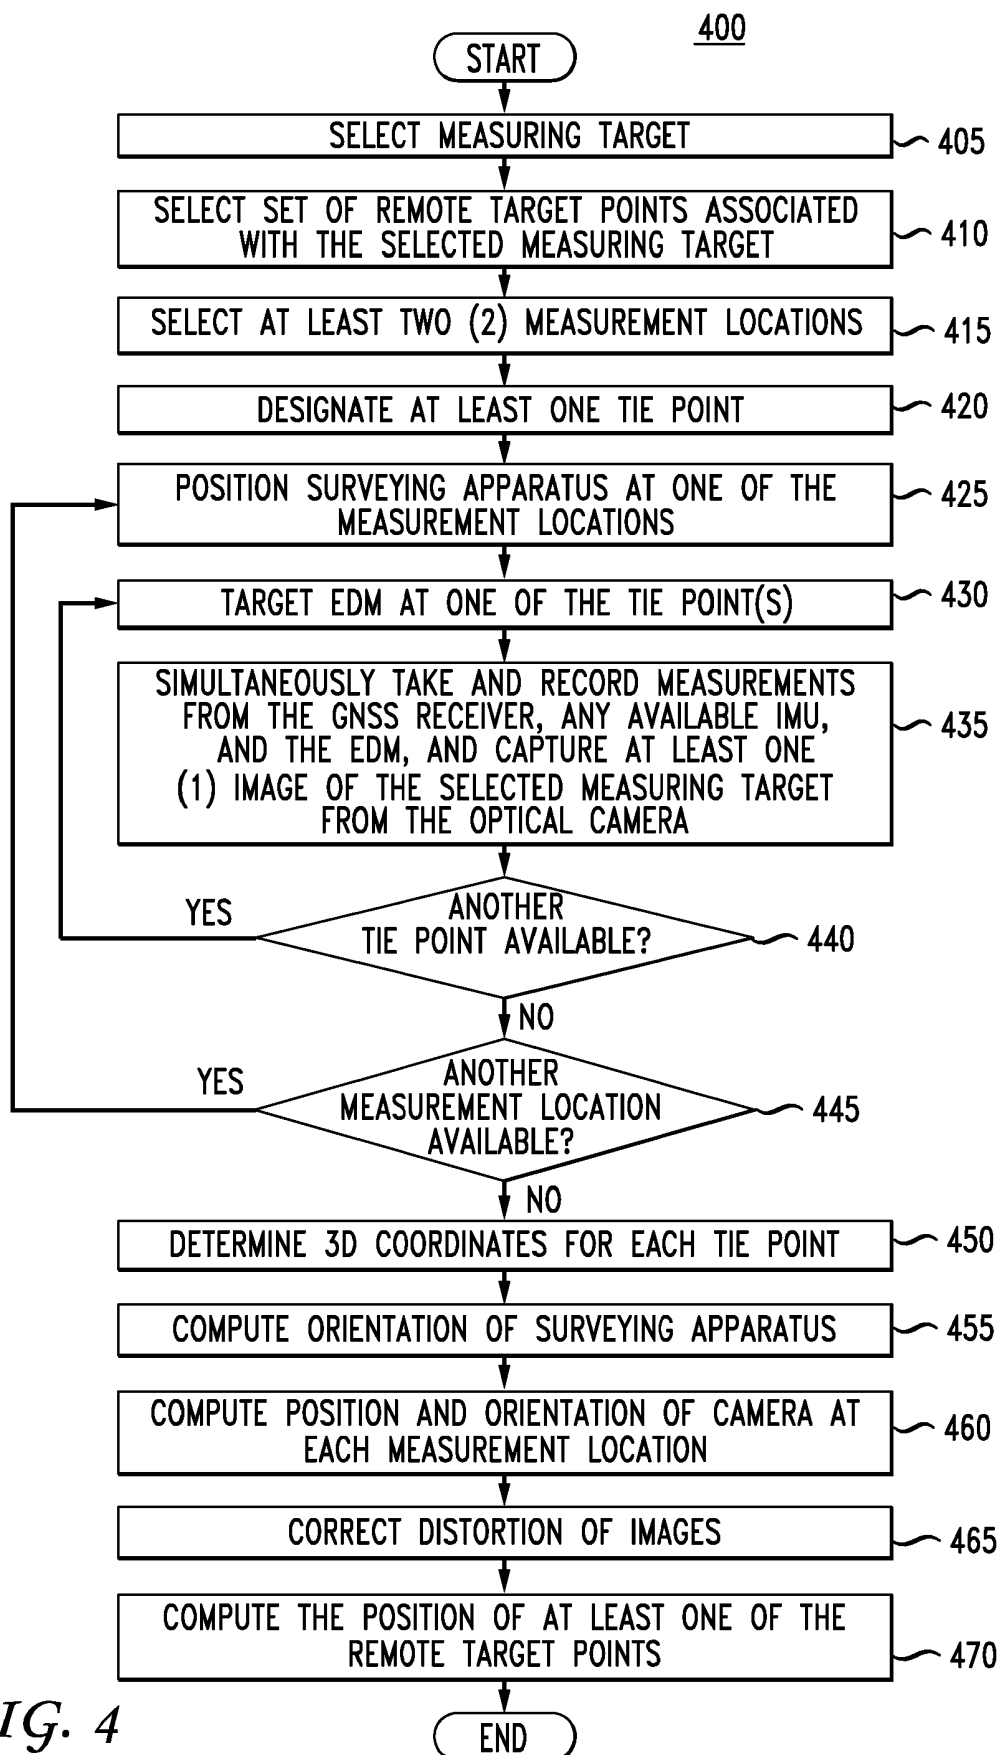 400
START
SELECT MEASURING TARGET
405
SELECT SET OF REMOTE TARGET POINTS ASSOCIATED
WITH THE SELECTED MEASURING TARGET
410
SELECT AT LEAST TWO (2) MEASUREMENT LOCATIONS
415
DESIGNATE AT LEAST ONE TIE POINT
420
POSITION SURVEYING APPARATUS AT ONE OF THE
MEASUREMENT LOCATIONS
425
TARGET EDM AT ONE OF THE TIE POINT(S)
430
SIMULTANEOUSLY TAKE AND RECORD MEASUREMENTS
FROM THE GNSS RECEIVER, ANY AVAILABLE IMU,
AND THE EDM, AND CAPTURE AT LEAST ONE
(1) IMAGE OF THE SELECTED MEASURING TARGET
FROM THE OPTICAL CAMERA
435
YES
ANOTHER
TIE POINT AVAILABLE?
440
NO
YES
ANOTHER
MEASUREMENT LOCATION
AVAILABLE?
445
NO
DETERMINE 3D COORDINATES FOR EACH TIE POINT
450
COMPUTE ORIENTATION OF SURVEYING APPARATUS
455
COMPUTE POSITION AND ORIENTATION OF CAMERA AT
EACH MEASUREMENT LOCATION
460
CORRECT DISTORTION OF IMAGES
465
COMPUTE THE POSITION OF AT LEAST ONE OF THE
REMOTE TARGET POINTS
470
END
IG. 4